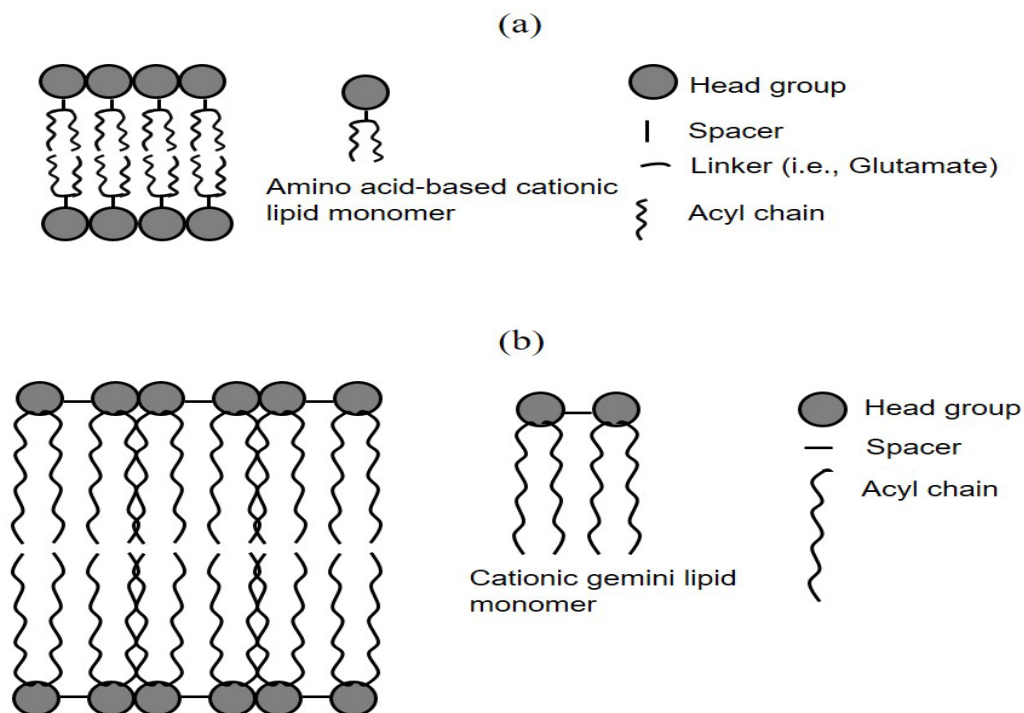 (a)
Head group
Spacer
Linker (i.e., Glutamate)
Acyl chain
Amino acid-based cationic
lipid monomer
(b)
Head group
Spacer
Acyl chain
Cationic gemini lipid
monomer